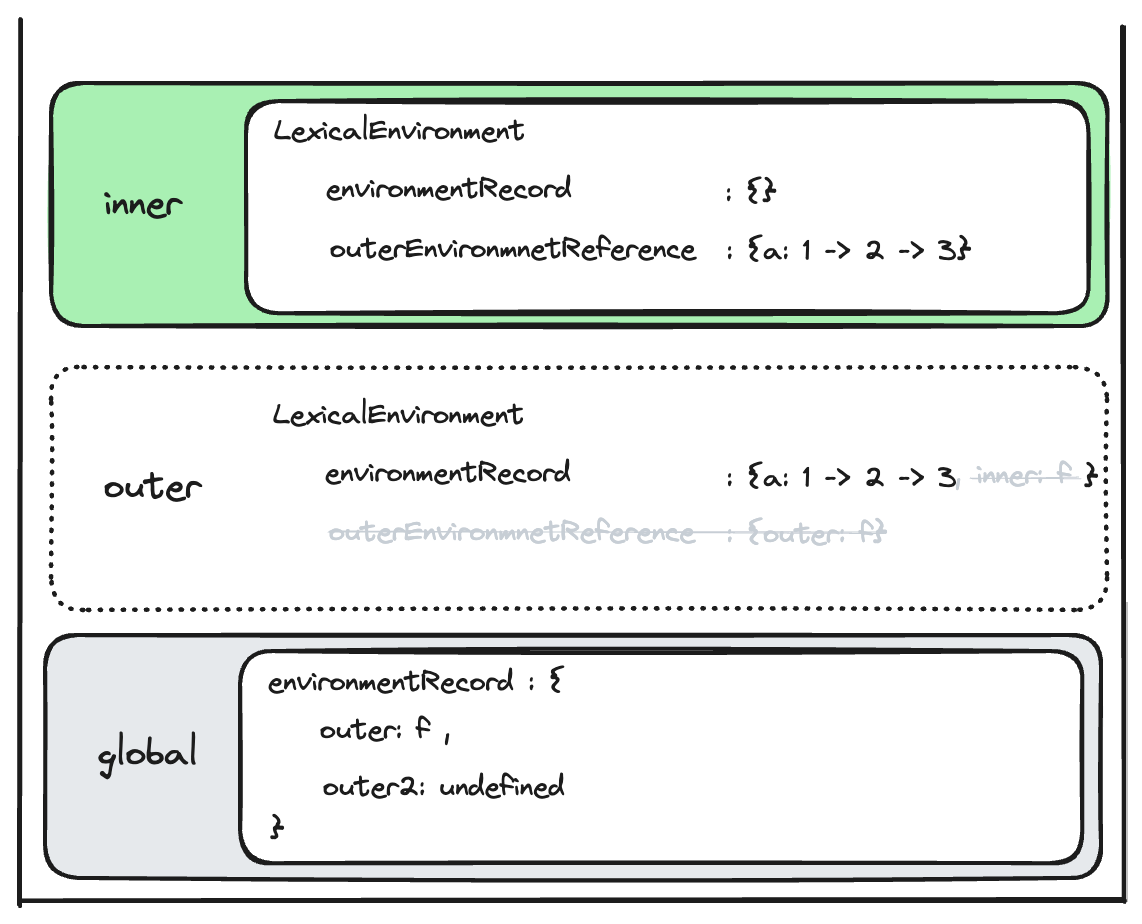 LexicalEnvironment
inner
environmentRecord : {}
outerEnvironmnetReference : {a: 1 -> 2 -> 3}
LexicalEnvironment
environmentRecord : {a: 1 -> 2 -> 3, inner: f }
outer
outerEnvironmnetReference : {outer: f}
environmentRecord : {
outer: f ,
global
outer2: undefined
}